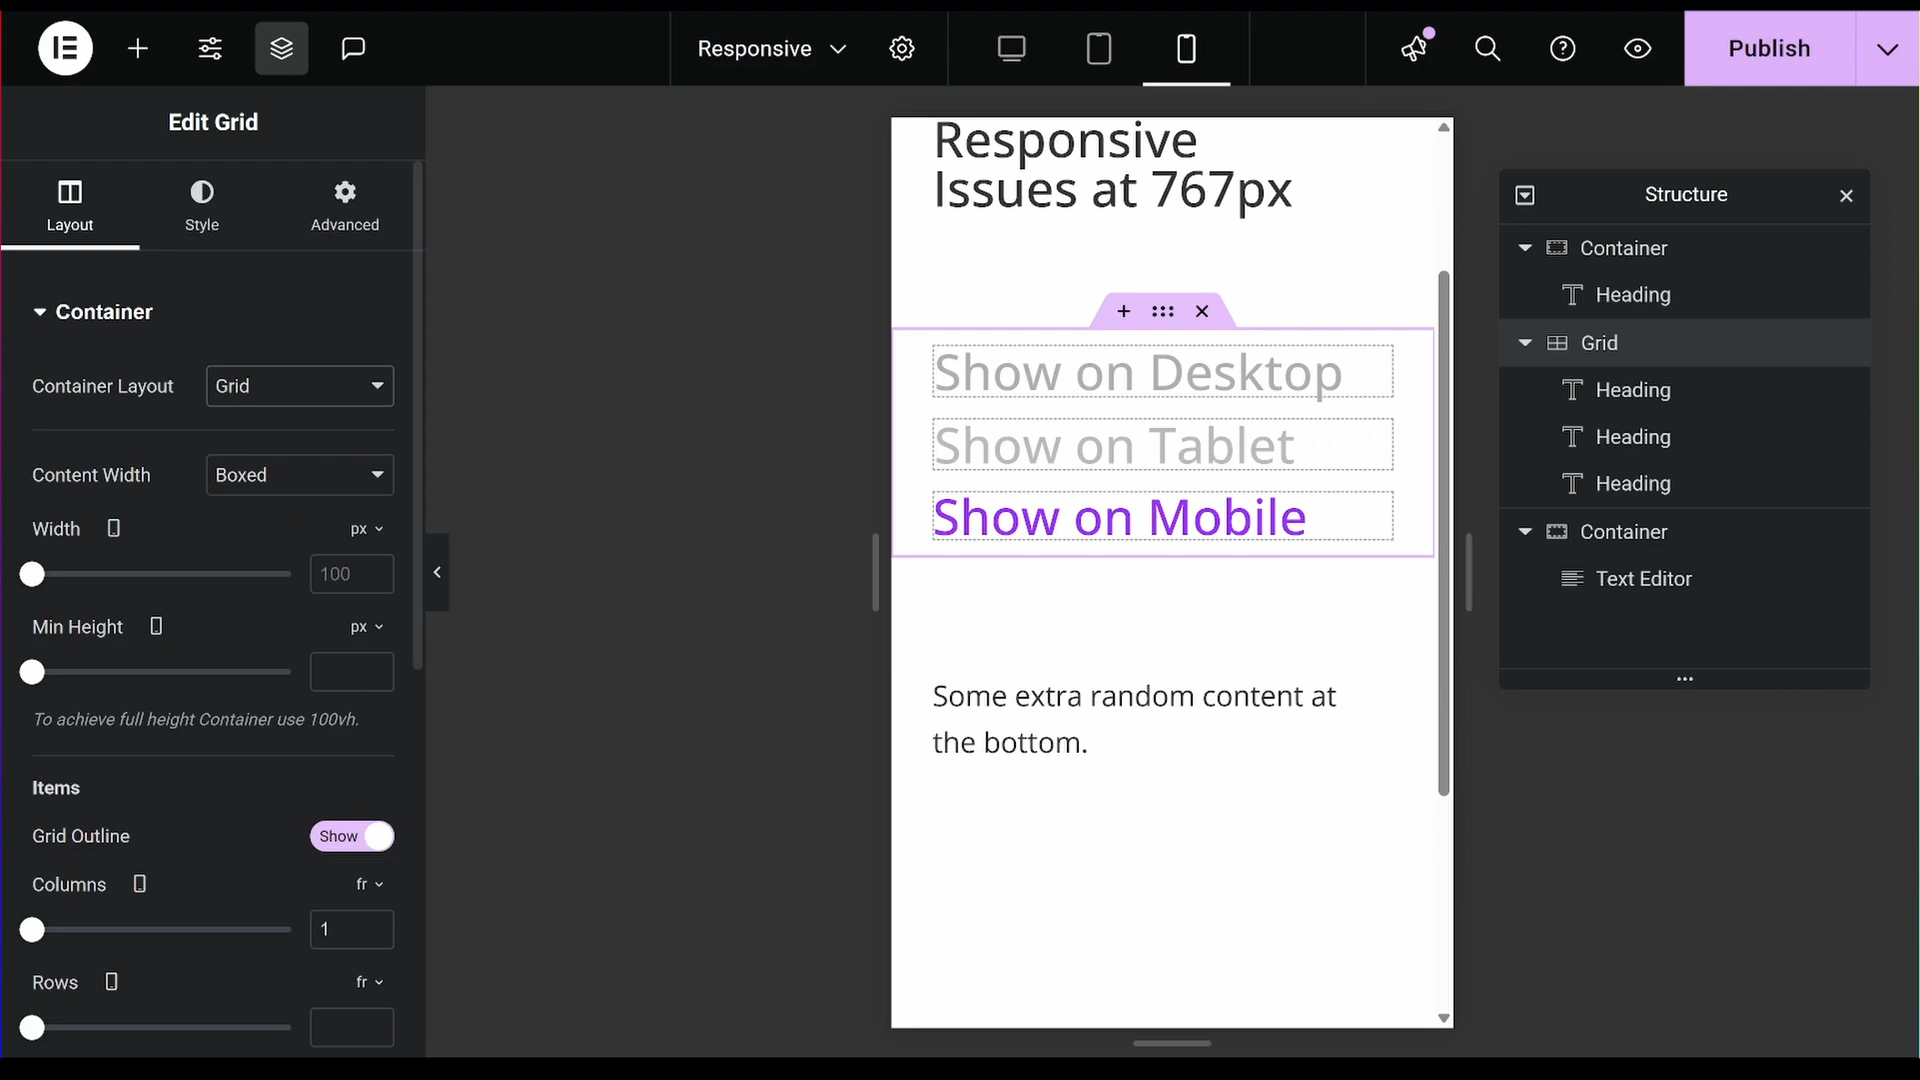 Responsive
Publish
Edit Grid
Layout
Style
Advanced
Container
Container Layout
Grid
Content Width
Boxed
Width
px
100
Min Height
px
To achieve full height Container use 100vh.
Items
Grid Outline
Show
Columns
fr
1
Rows
fr
Responsive
Issues at 767px
Show on Desktop
Show on Tablet
Show on Mobile
Some extra random content at
the bottom.
Structure
Container
Heading
Grid
Heading
Heading
Heading
Container
Text Editor